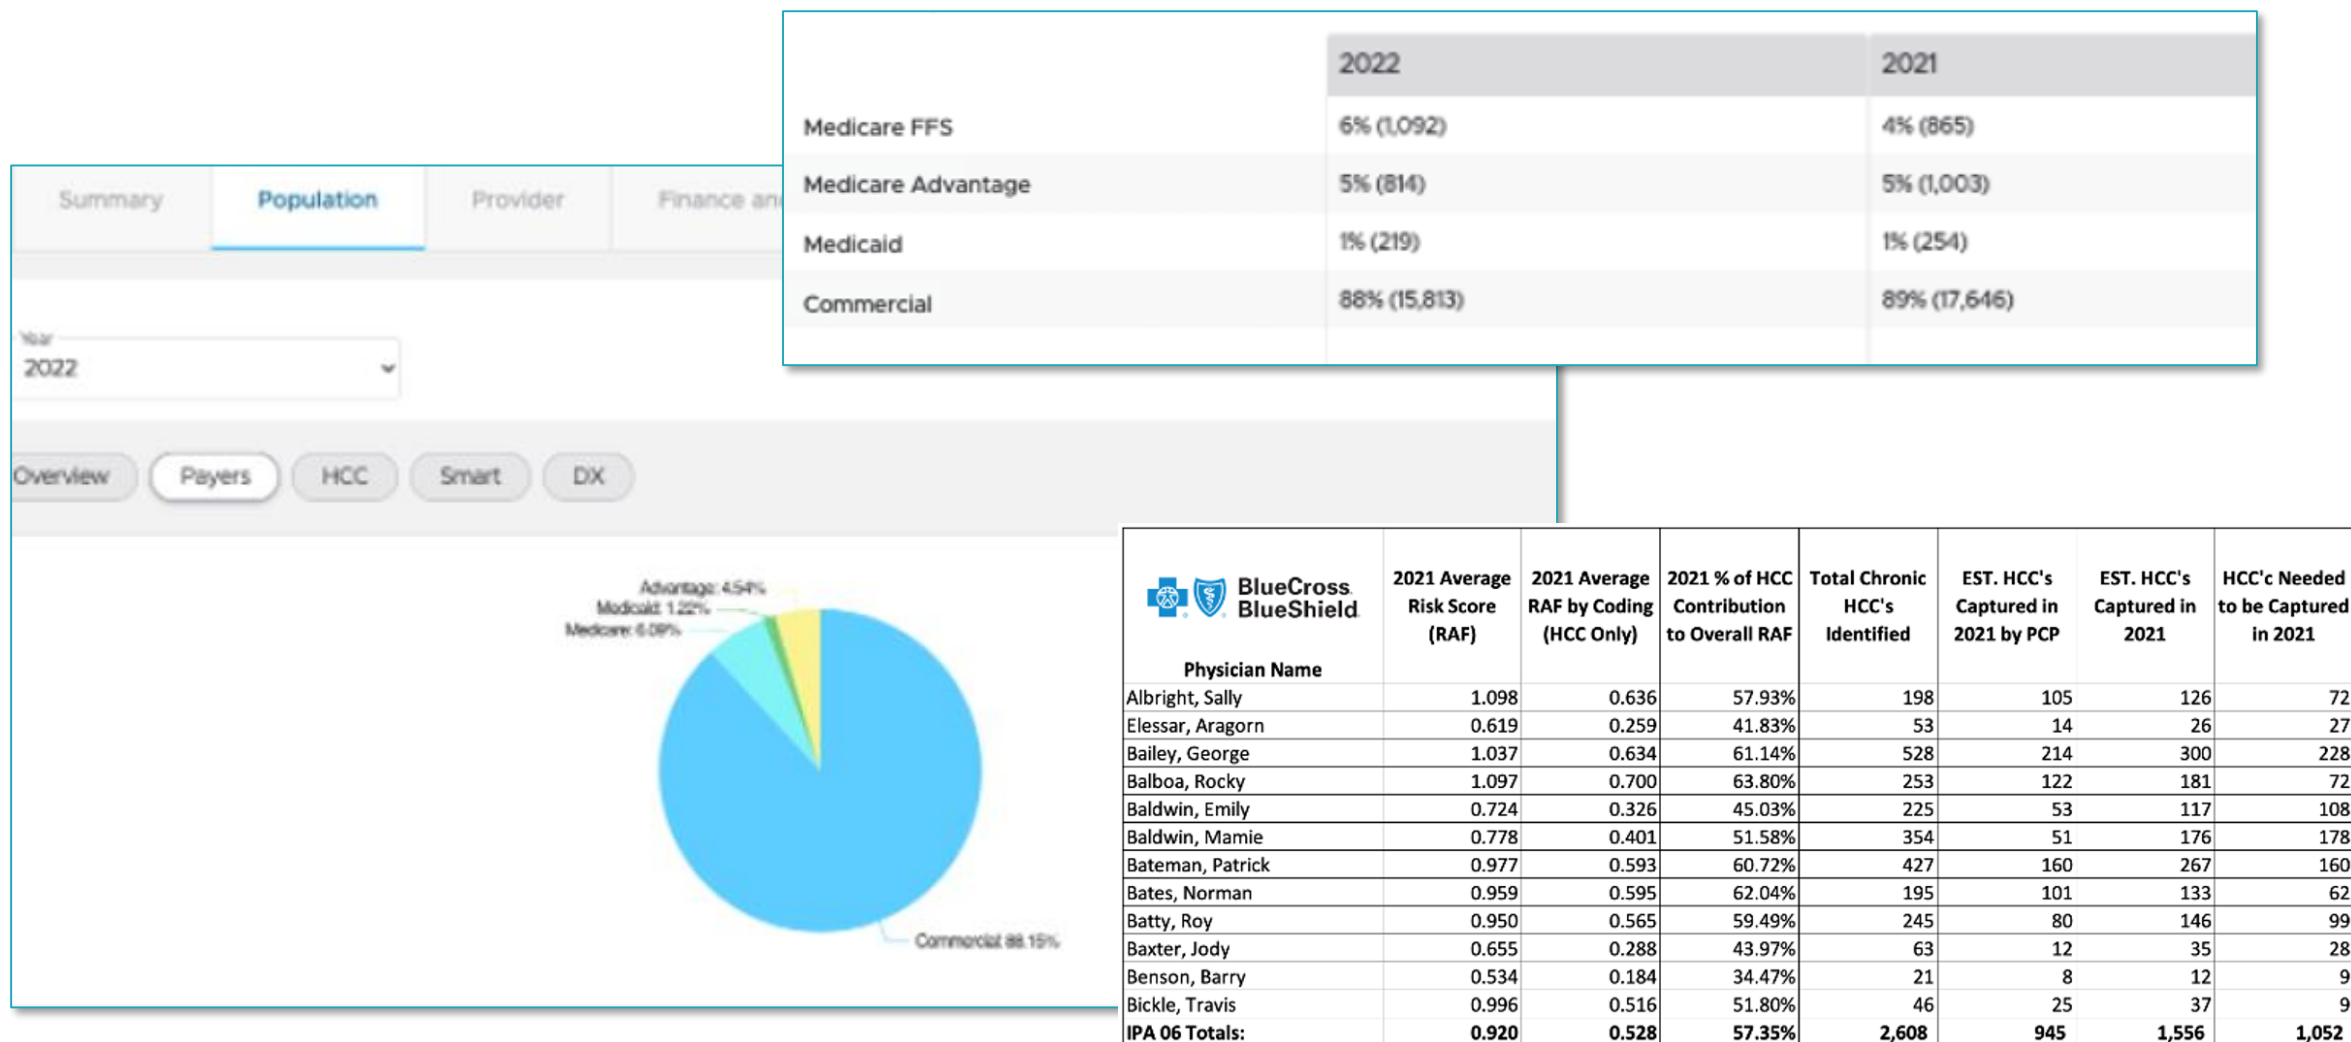 2022 2021
Medicare FFS 6% (1,092) 4% (865)
Medicare Advantage 5% (814) 5% (1,003)
Medicaid 1% (219) 1% (254)
Commercial 88% (15,813) 89% (17,646)
Summary Population Provider Finance an
Year
2022
Overview Payers HCC Smart DX
Advantage: 4.54%
Medicaid: 1.22%
Medicare: 6.09%
Commercial: 88.15%
BlueCross
BlueShield
Physician Name
2021 Average
Risk Score
(RAF)
2021 Average
RAF by Coding
(HCC Only)
2021 % of HCC
Contribution
to Overall RAF
Total Chronic
HCC's
Identified
EST. HCC's
Captured in
2021 by PCP
EST. HCC's
Captured in
2021
HCC'c Needed
to be Captured
in 2021
Albright, Sally 1.098 0.636 57.93% 198 105 126 72
Elessar, Aragorn 0.619 0.259 41.83% 53 14 26 27
Bailey, George 1.037 0.634 61.14% 528 214 300 228
Balboa, Rocky 1.097 0.700 63.80% 253 122 181 72
Baldwin, Emily 0.724 0.326 45.03% 225 53 117 108
Baldwin, Mamie 0.778 0.401 51.58% 354 51 176 178
Bateman, Patrick 0.977 0.593 60.72% 427 160 267 160
Bates, Norman 0.959 0.595 62.04% 195 101 133 62
Batty, Roy 0.950 0.565 59.49% 245 80 146 99
Baxter, Jody 0.655 0.288 43.97% 63 12 35 28
Benson, Barry 0.534 0.184 34.47% 21 8 12 9
Bickle, Travis 0.996 0.516 51.80% 46 25 37 9
IPA 06 Totals: 0.920 0.528 57.35% 2,608 945 1,556 1,052